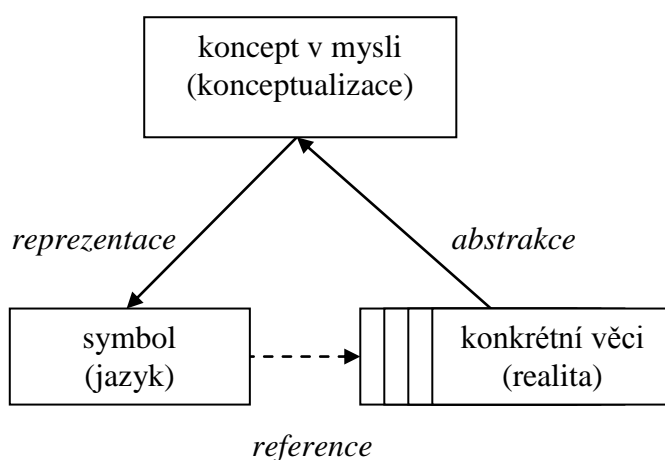 koncept v mysli
(konceptualizace)
reprezentace
abstrakce
symbol
(jazyk)
konkrétní věci
(realita)
reference